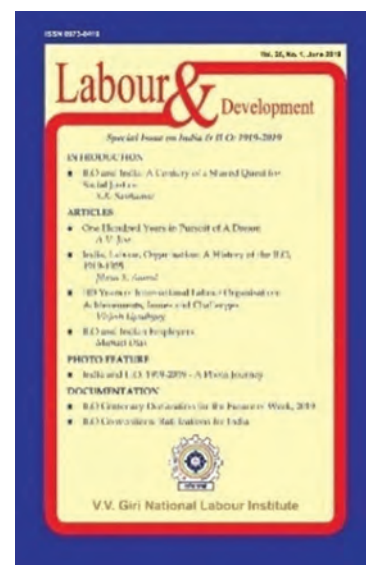 ISSN 0973-0419
Vol. 26, No. 1, June 2019
Labour & Development
Special Issue on India & ILO: 1919-2019
INTRODUCTION
ILO and India: A Century of a Shared Quest for
Social Justice
ARTICLES
One Hundred Years in Pursuit of A Dream
A.V. Jose
India, Labour, Organisation: A History of the ILO,
100 Years of International Labour Organisation:
Achievements, Issues and Challenges
ILO and Indian Employers
Michael Dias
PHOTO FEATURE
India and ILO 1919-2019 - A Photo Journey
DOCUMENTATION
ILO Centenary Declaration for the Future of Work, 2019
ILO Conventions: Ratifications for India
V.V. Giri National Labour Institute